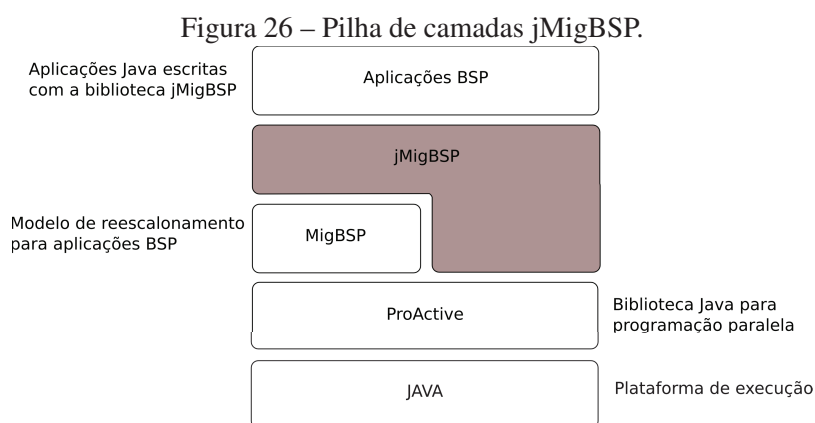 Figura 26 – Pilha de camadas jMigBSP.
Aplicações Java escritas
com a biblioteca jMigBSP
Aplicações BSP
jMigBSP
Modelo de reescalonamento
para aplicações BSP
MigBSP
ProActive
Biblioteca Java para
programação paralela
JAVA
Plataforma de execução